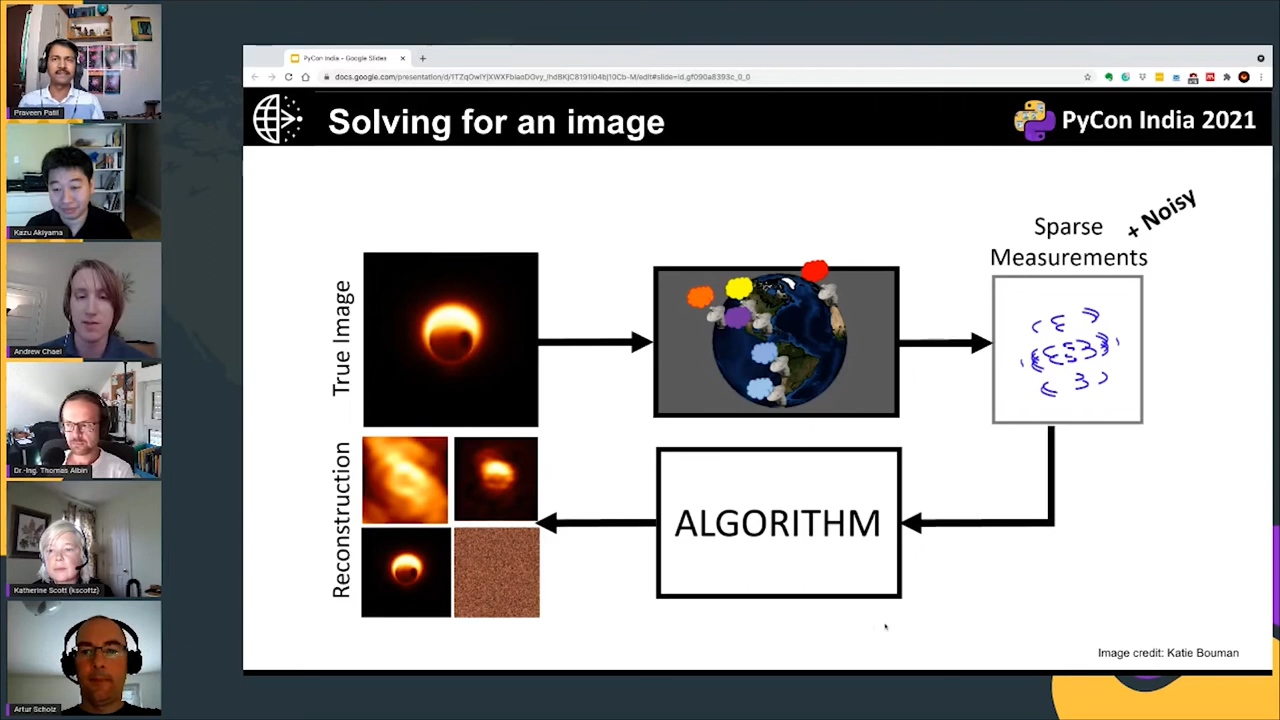 Praveen Patil
Kazu Akiyama
Andrew Chael
Dr.-Ing. Thomas Albin
Katherine Scott (kscottz)
Artur Scholz
PyCon India - Google Slides
Solving for an image
PyCon India 2021
Sparse
Measurements
+ Noisy
True Image
Reconstruction
ALGORITHM
Image credit: Katie Bouman